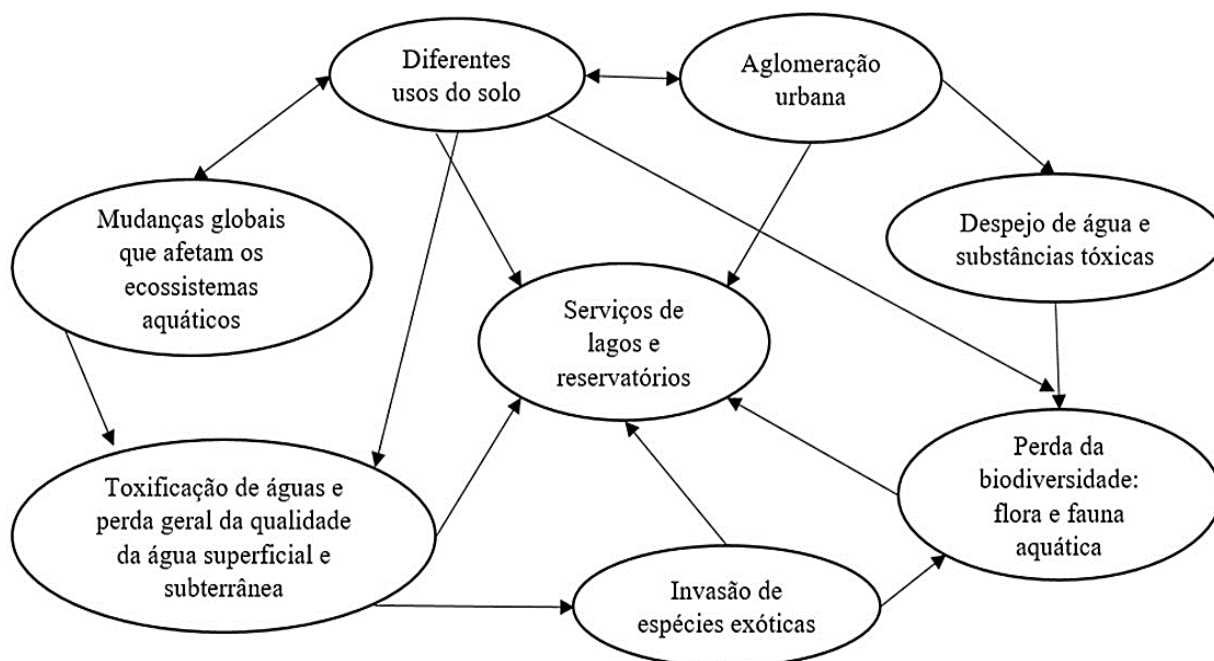 Diferentes
usos do solo
Aglomeração
urbana
Mudanças globais
que afetam os
ecossistemas
aquáticos
Despejo de água e
substâncias tóxicas
Serviços de
lagos e
reservatórios
Toxificação de águas e
perda geral da qualidade
da água superficial e
subterrânea
Perda da
biodiversidade:
flora e fauna
aquática
Invasão de
espécies exóticas